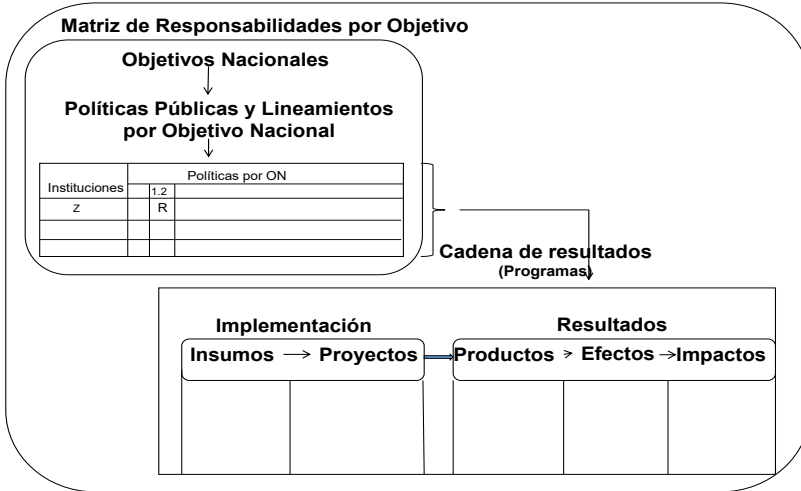 Matriz de Responsabilidades por Objetivo
Objetivos Nacionales
Políticas Públicas y Lineamientos
por Objetivo Nacional
Políticas por ON
Instituciones
1.2
Z
R
Cadena de resultados
(Programas)
Implementación
Resultados
Insumos
Proyectos
Productos
Efectos
Impactos